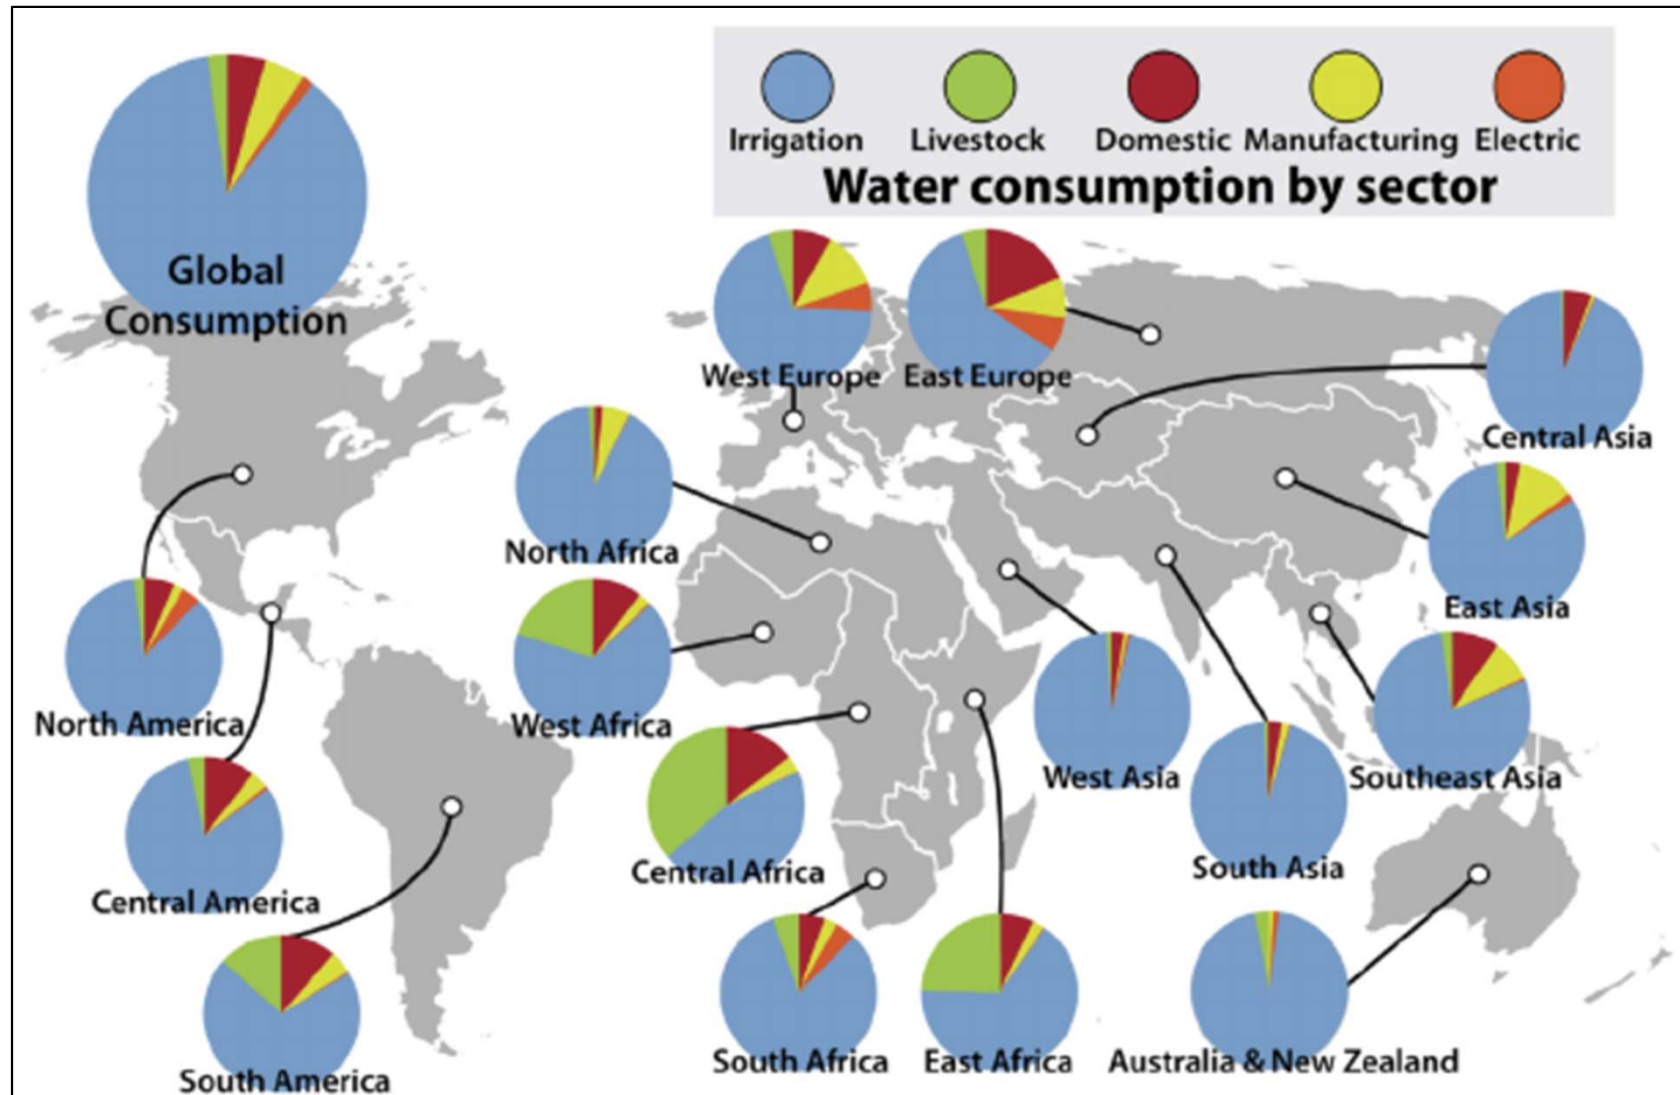 Irrigation
Livestock
Domestic
Manufacturing
Electric
Water consumption by sector
Global
Consumption
West Europe
East Europe
Central Asia
North Africa
East Asia
North America
West Africa
West Asia
Southeast Asia
Central Africa
South Asia
Central America
South America
South Africa
East Africa
Australia & New Zealand